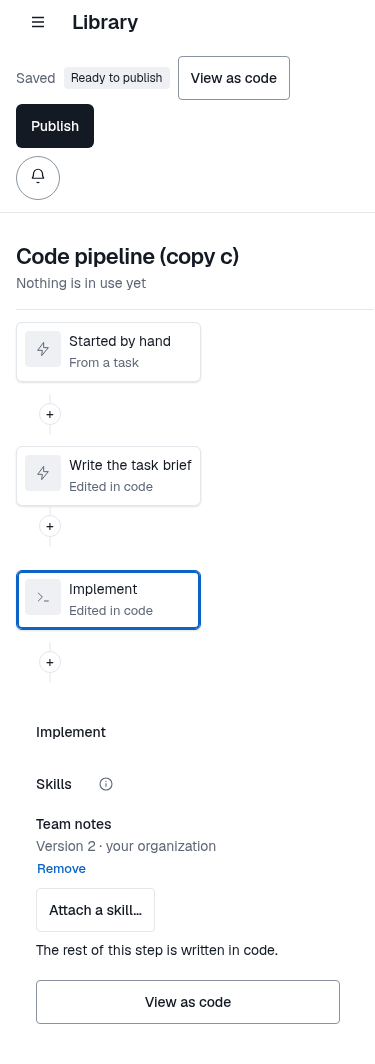 Library
Saved
Ready to publish
View as code
Publish
Code pipeline (copy c)
Nothing is in use yet
Started by hand
From a task
+
Write the task brief
Edited in code
+
Implement
Edited in code
+
Implement
Skills
Team notes
Version 2 · your organization
Remove
Attach a skill...
The rest of this step is written in code.
View as code